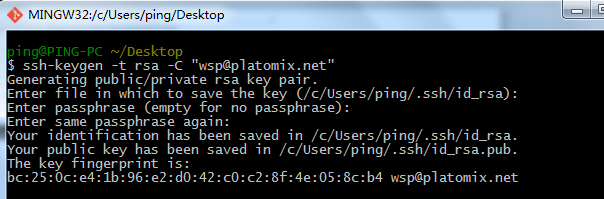 MINGW32:/c/Users/ping/Desktop
ping@PING-PC ~/Desktop
$ ssh-keygen -t rsa -C "wsp@platomix.net"
Generating public/private rsa key pair.
Enter file in which to save the key (/c/Users/ping/.ssh/id_rsa):
Enter passphrase (empty for no passphrase):
Enter same passphrase again:
Your identification has been saved in /c/Users/ping/.ssh/id_rsa.
Your public key has been saved in /c/Users/ping/.ssh/id_rsa.pub.
The key fingerprint is:
bc:25:0c:e4:1b:96:e2:d0:42:c0:c2:8f:4e:05:8c:b4 wsp@platomix.net